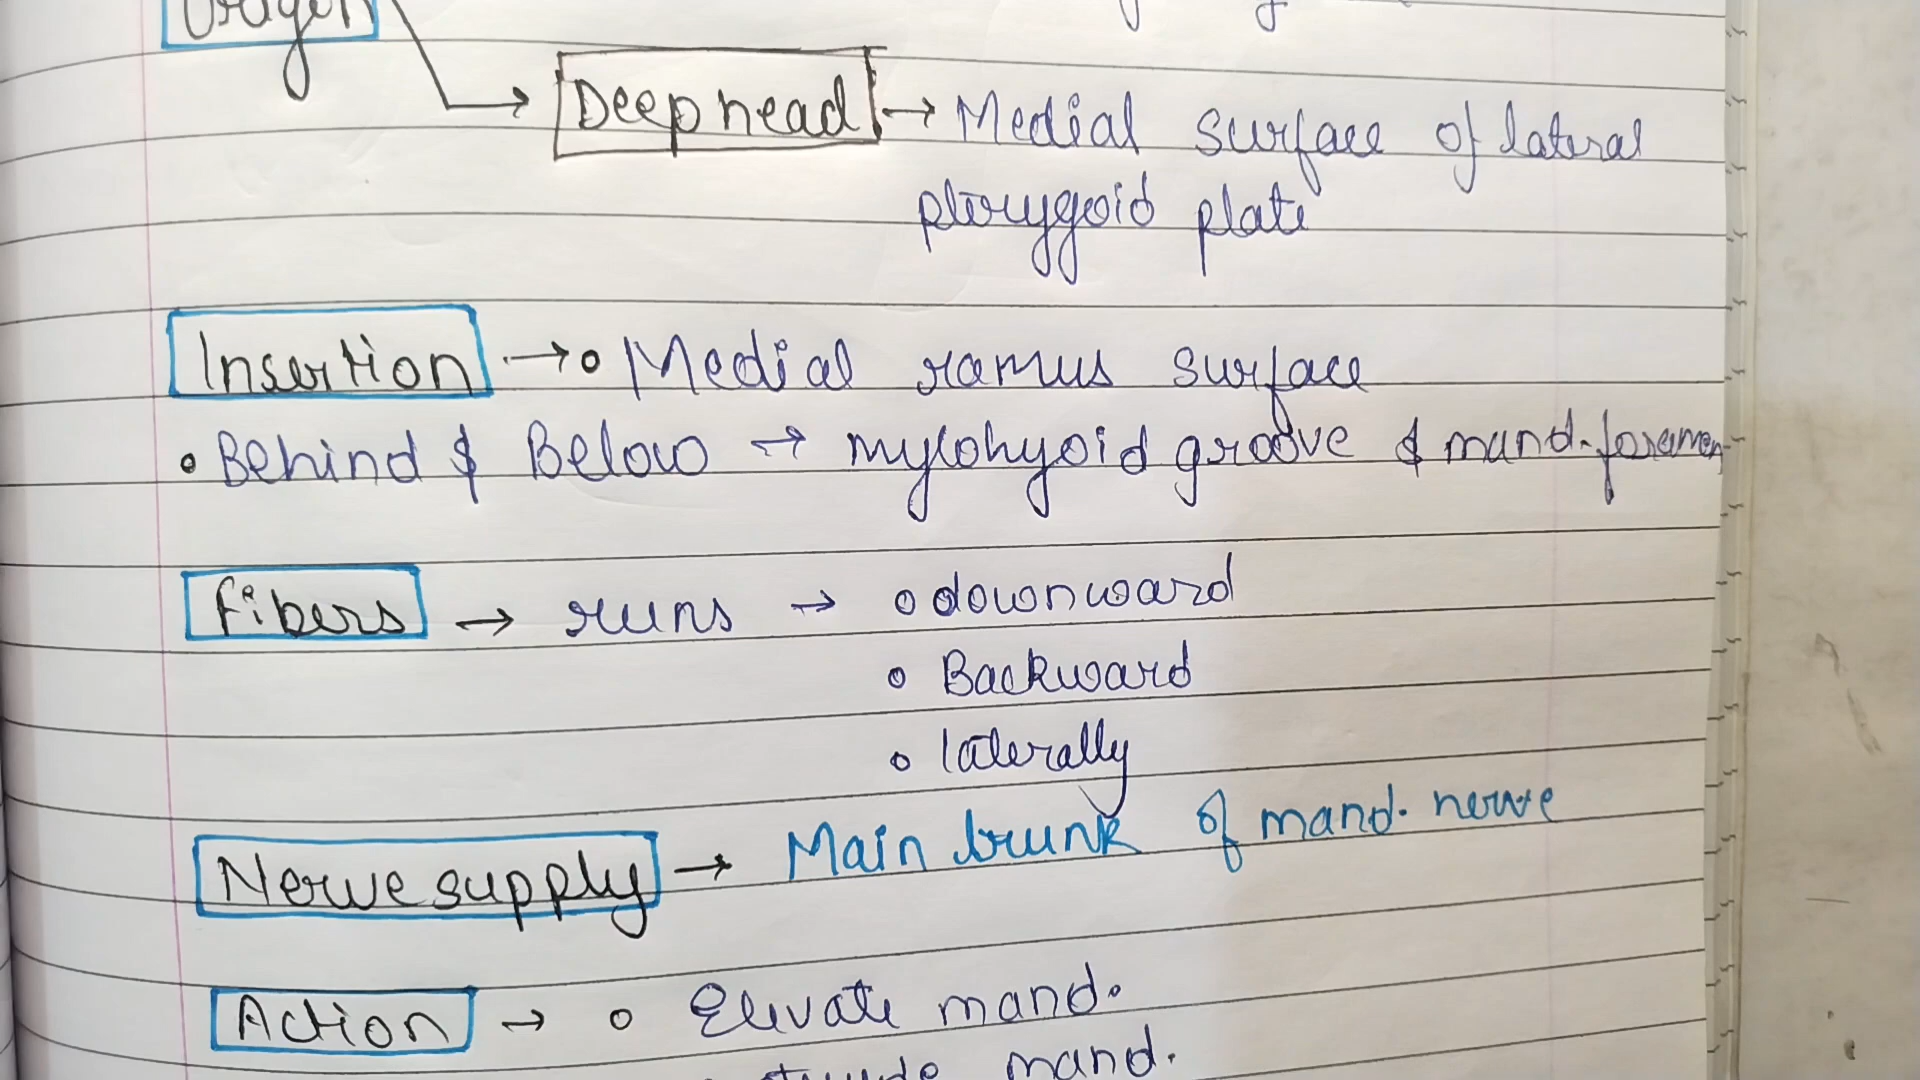 Origin
Deep head → Medial surface of lateral
pterygoid plate
Insertion → o Medial ramus surface
• Behind & Below → mylohyoid groove & mand. foramen
Fibers → runs → o downward
o Backward
o laterally
Nerve supply → Main trunk of mand. nerve
Action → o Elevate mand.
mand.